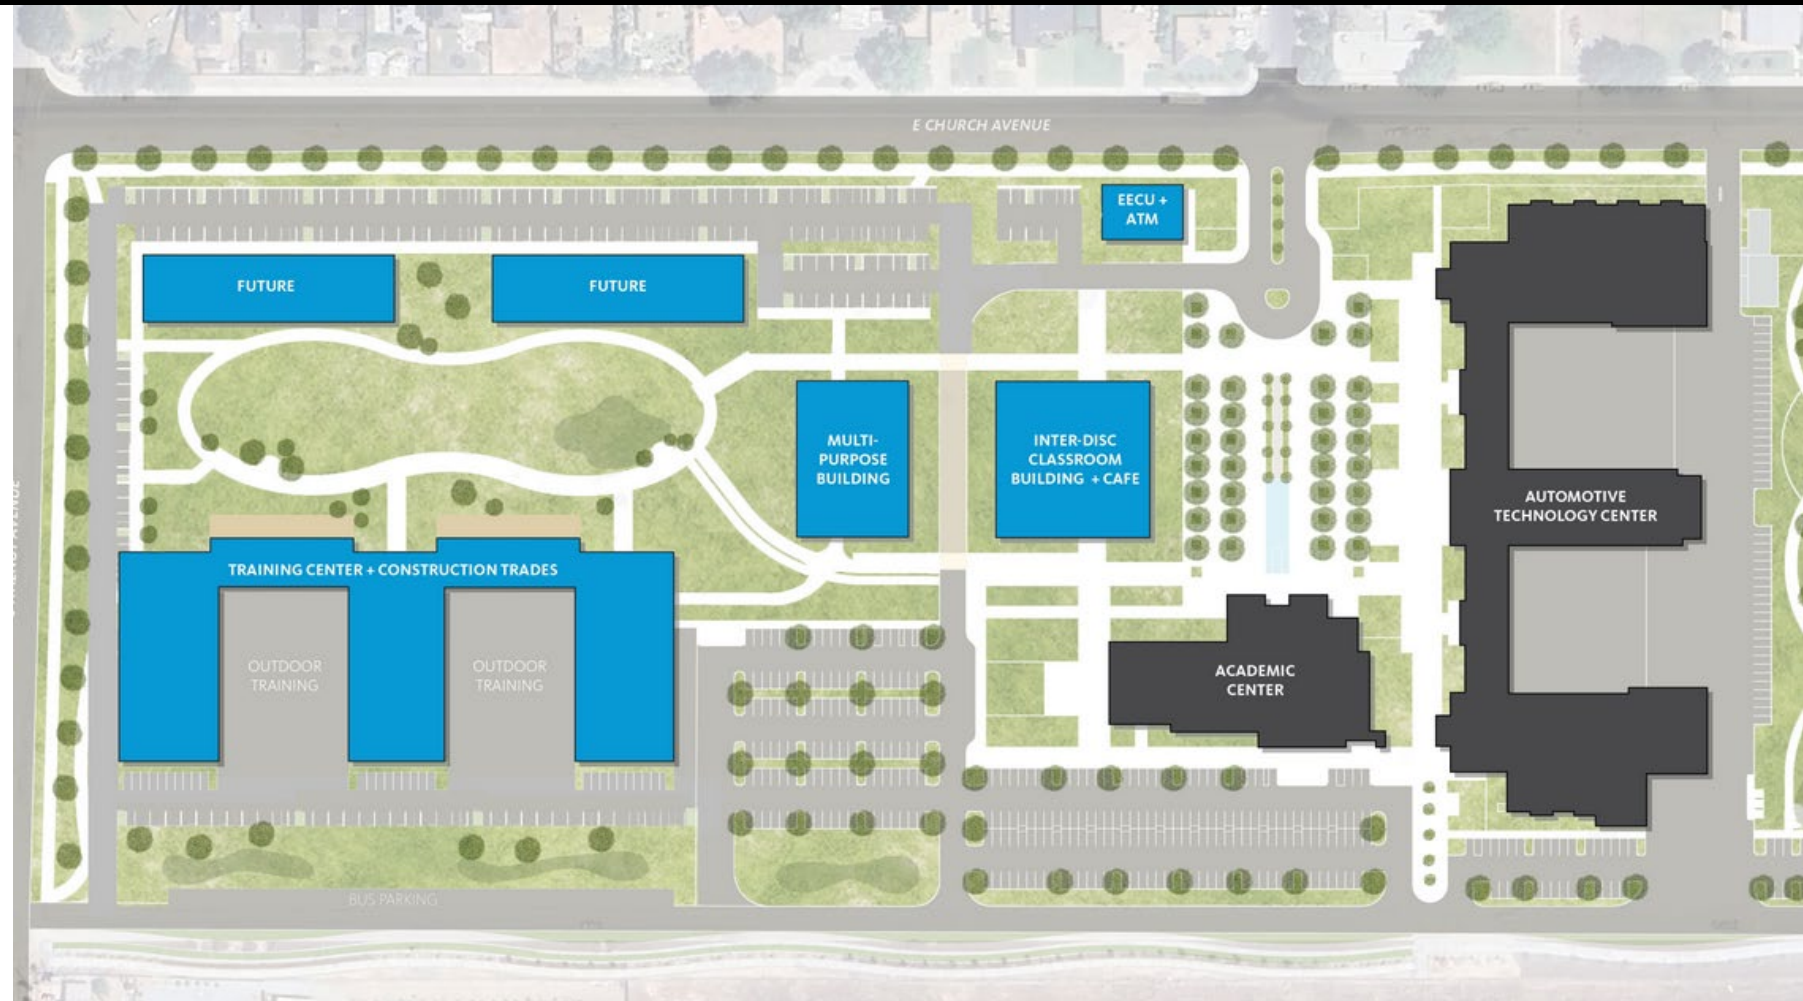 E CHURCH AVENUE
EECU +
ATM
FUTURE
FUTURE
MULTI-
PURPOSE
BUILDING
INTER-DISC
CLASSROOM
BUILDING + CAFE
AUTOMOTIVE
TECHNOLOGY CENTER
TRAINING CENTER + CONSTRUCTION TRADES
OUTDOOR
TRAINING
OUTDOOR
TRAINING
ACADEMIC
CENTER
BUS PARKING
AVENUE